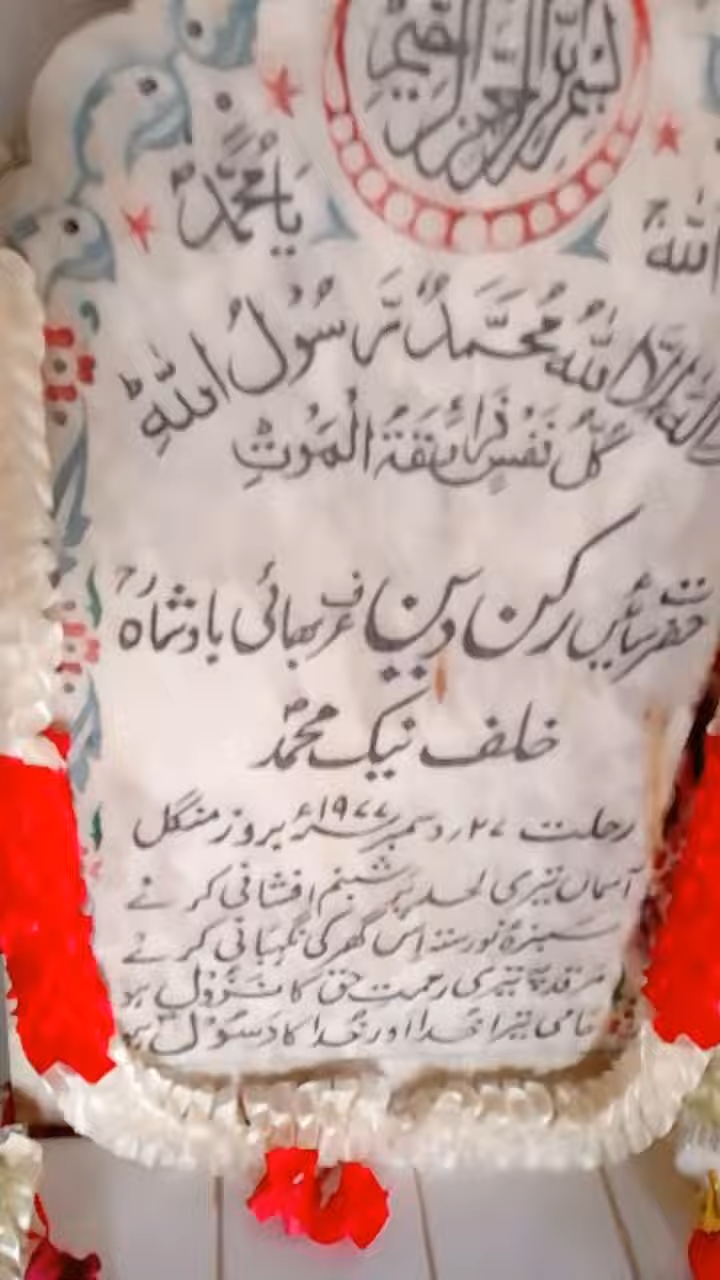 بسم اللہ الرحمن الرحیم
یا اللہ یا محمدؐ
لا الہ الا اللہ محمد رسول اللہ
کل نفس ذائقۃ الموت
حضرت سائیں رکن دین عرف بھائی بادشاہؒ
خلف نیک محمد
رحلت ۲۷ دسمبر ۱۹۷۷ء بروز منگل
آسماں تیری لحد پر شبنم افشانی کرے
سبزۂ نورستہ اس گھر کی نگہبانی کرے
مرقد پہ تیری رحمت حق کا نزول ہو
حامی تیرا خدا اور خدا کا رسول ہو